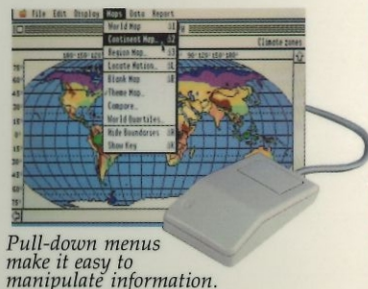 File Edit Display Maps Data Report
World Map
Climate zones
Continent Map...
Region Map...
Locate Nation...
Blank Map
Theme Map...
Compare...
World Quartiles...
Hide Boundaries
Show Key
Pull-down menus
make it easy to
manipulate information.